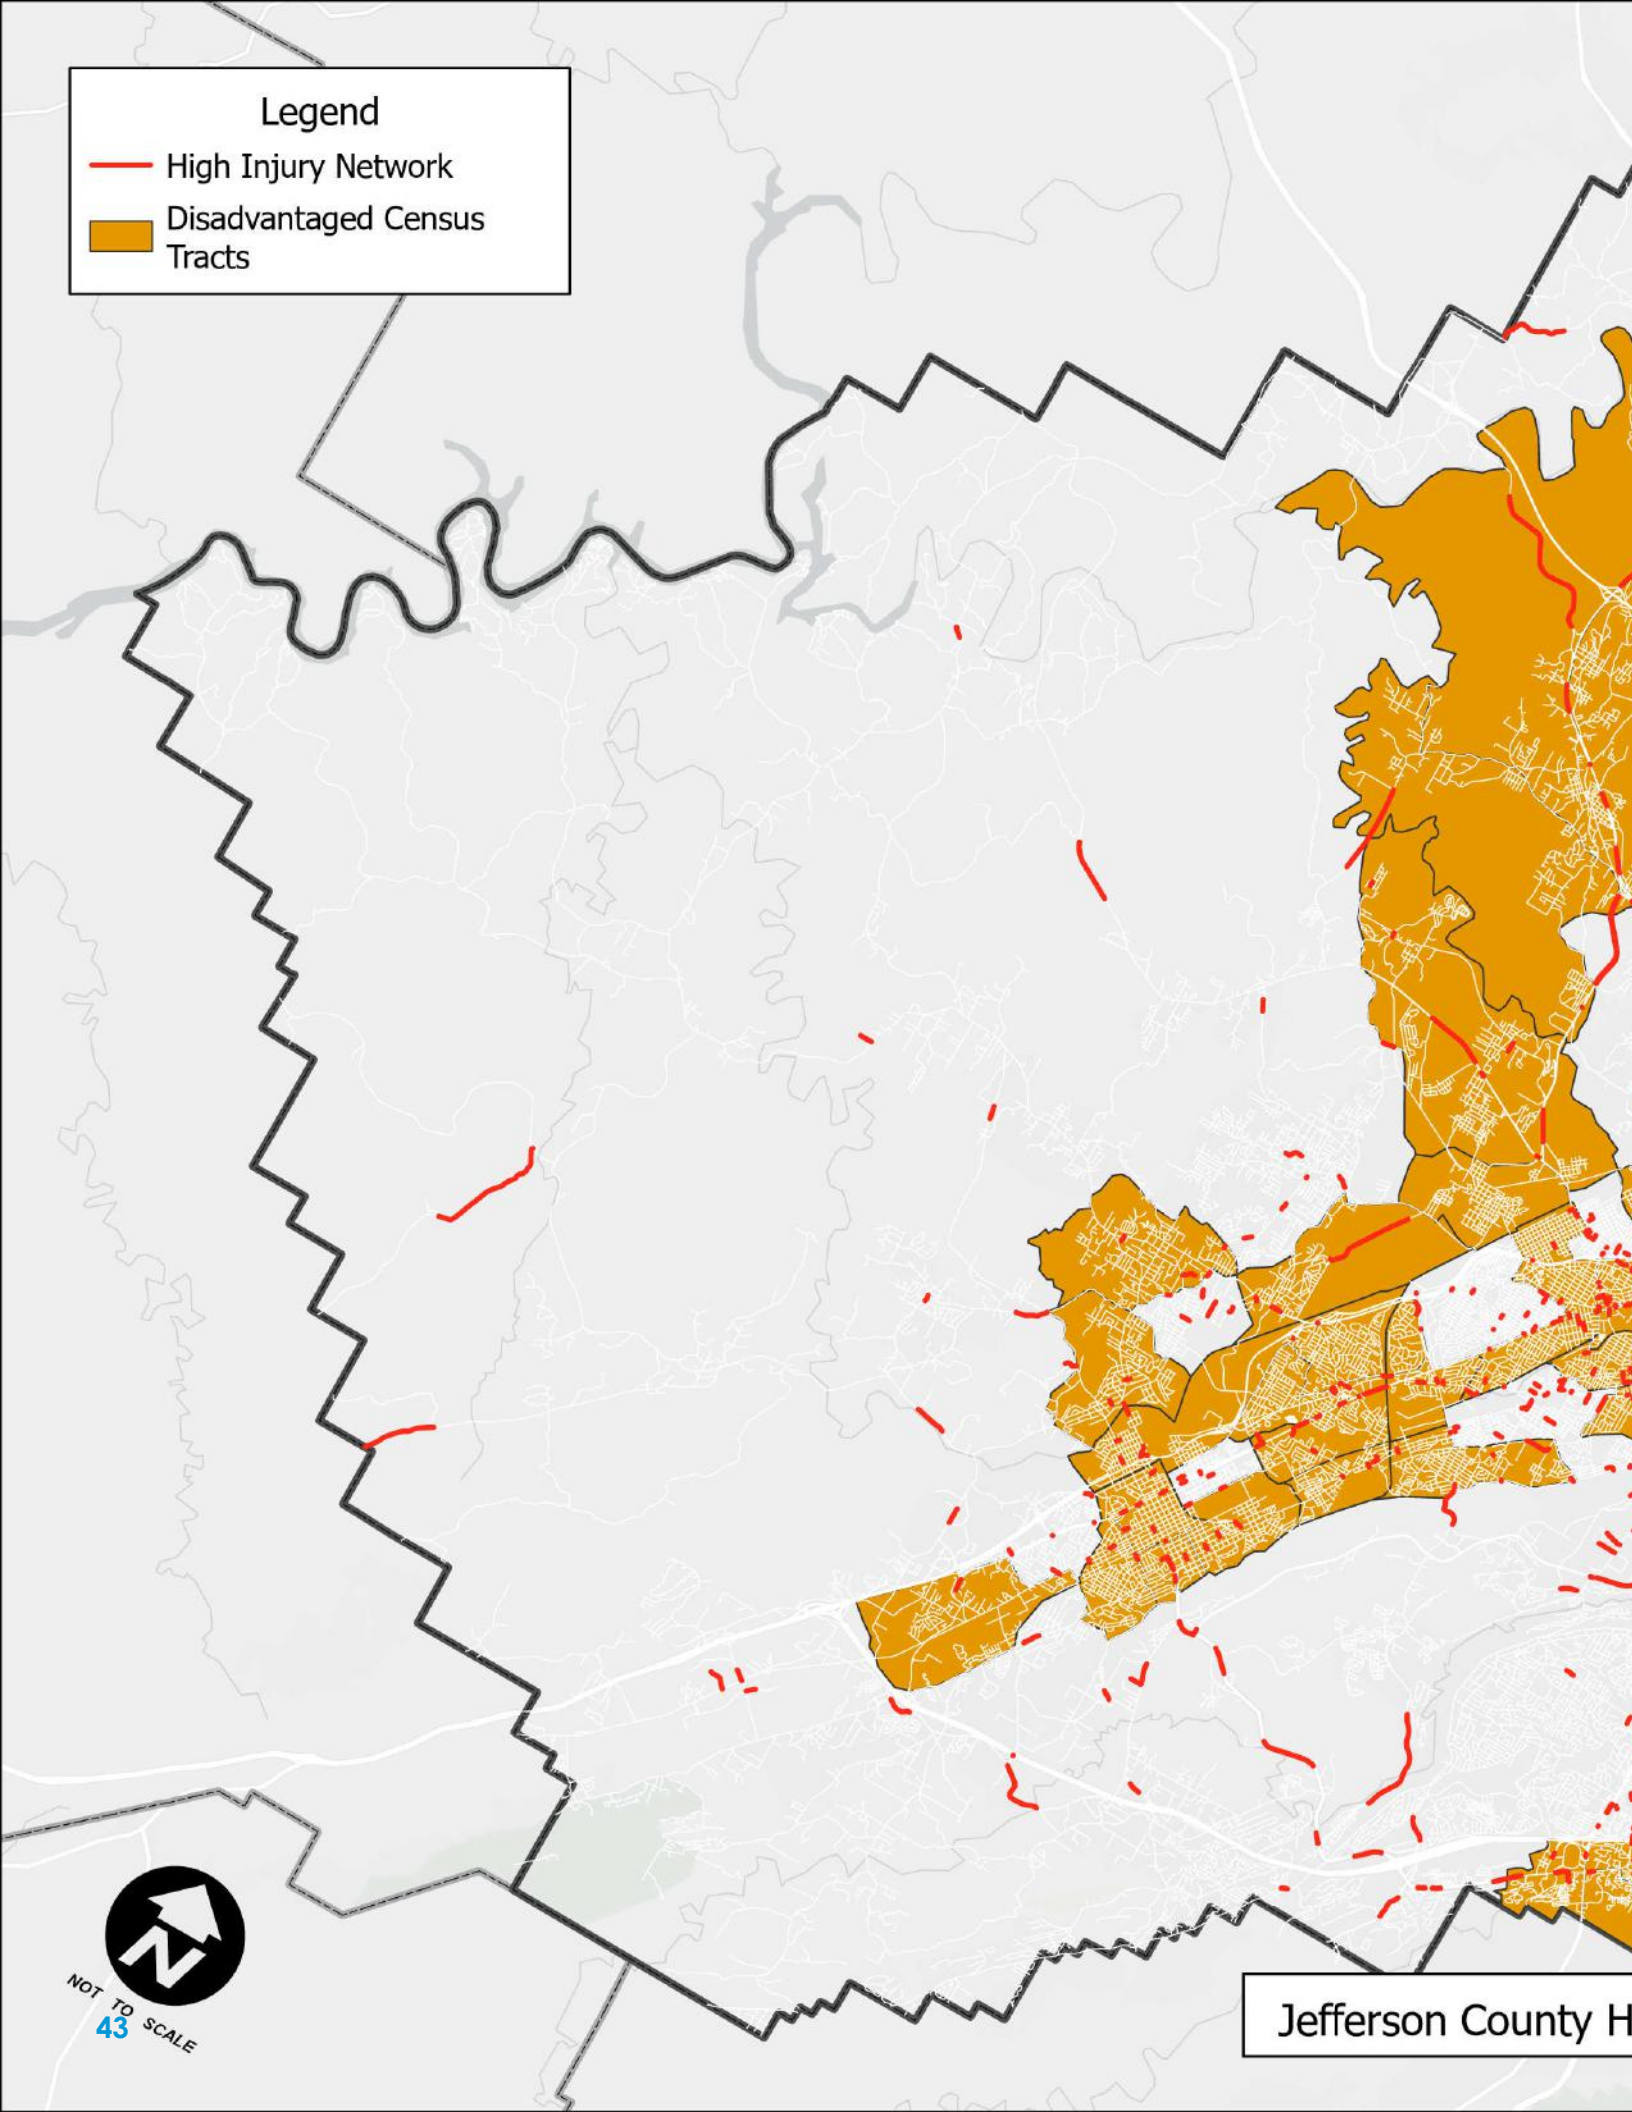 Legend
High Injury Network
Disadvantaged Census
Tracts
N
NOT TO SCALE
43
Jefferson County H